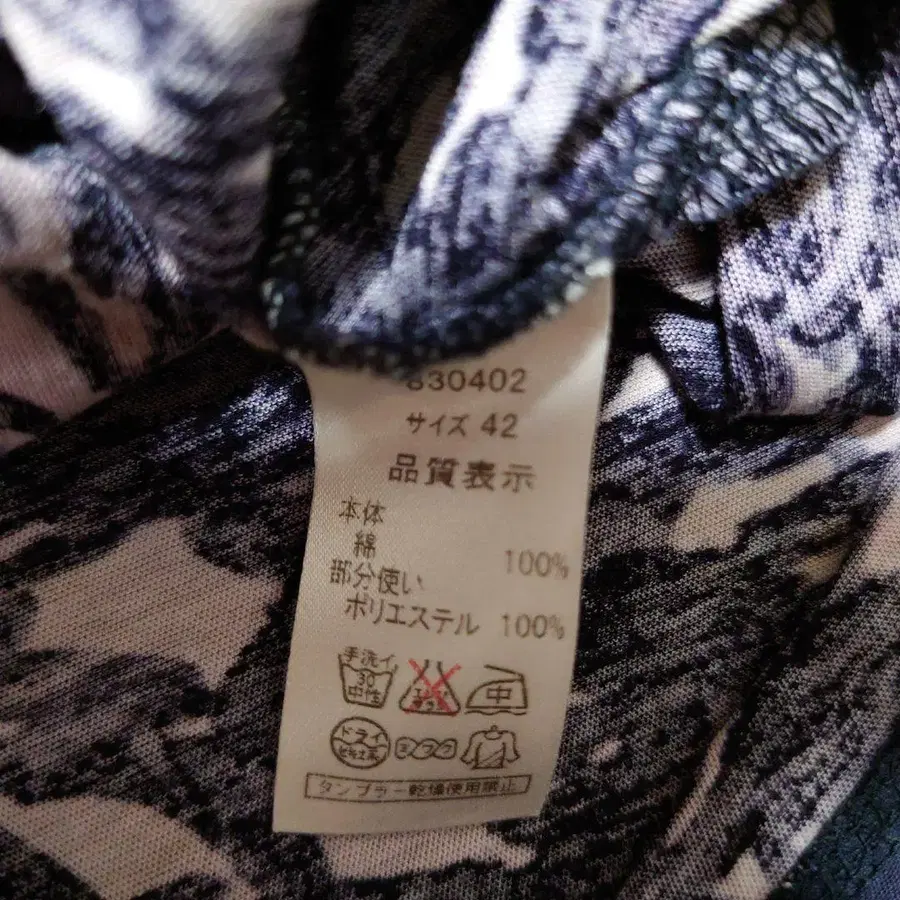 830402
サイズ 42
品質表示
本体
綿 100%
部分使い
ポリエステル 100%
手洗イ
30
中性
中
ドライ
タンブラー乾燥使用禁止